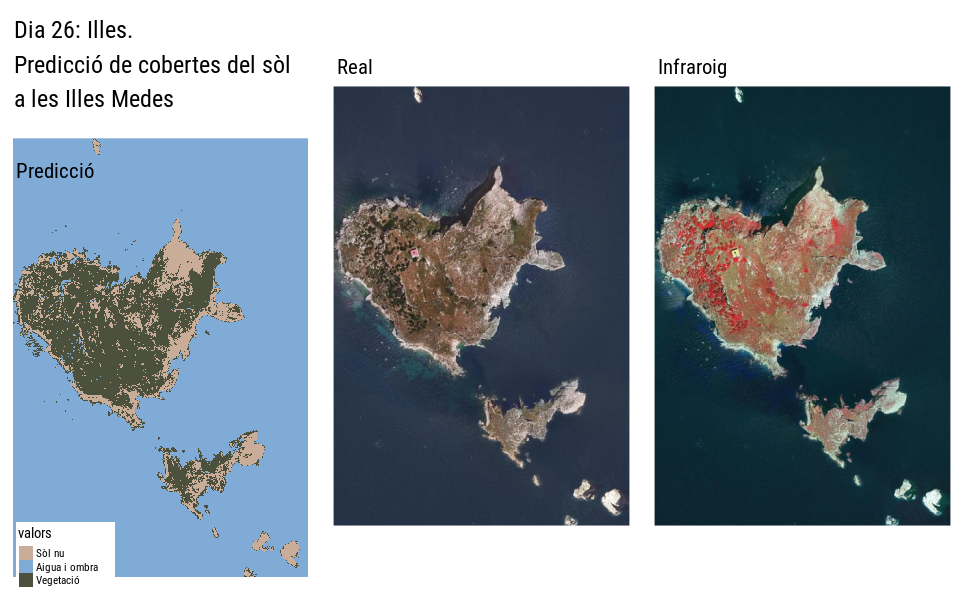 Dia 26: Illes.
Predicció de cobertes del sòl
a les Illes Medes
Predicció
Real
Infraroig
valors
Sòl nu
Aigua i ombra
Vegetació